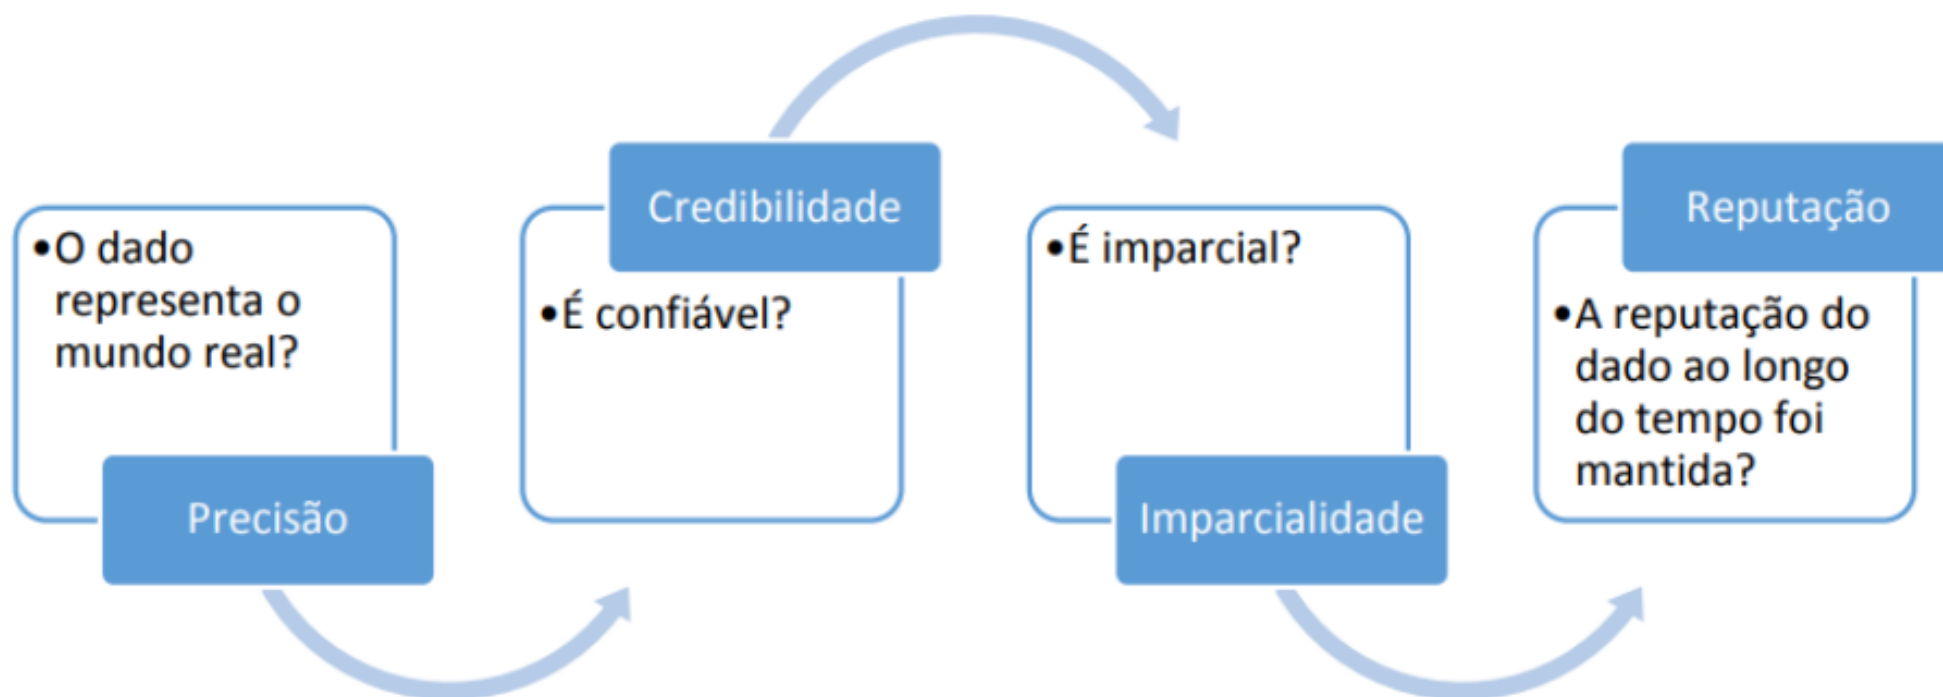 •O dado
representa o
mundo real?
Precisão
Credibilidade
•É confiável?
•É imparcial?
Imparcialidade
Reputação
•A reputação do
dado ao longo
do tempo foi
mantida?